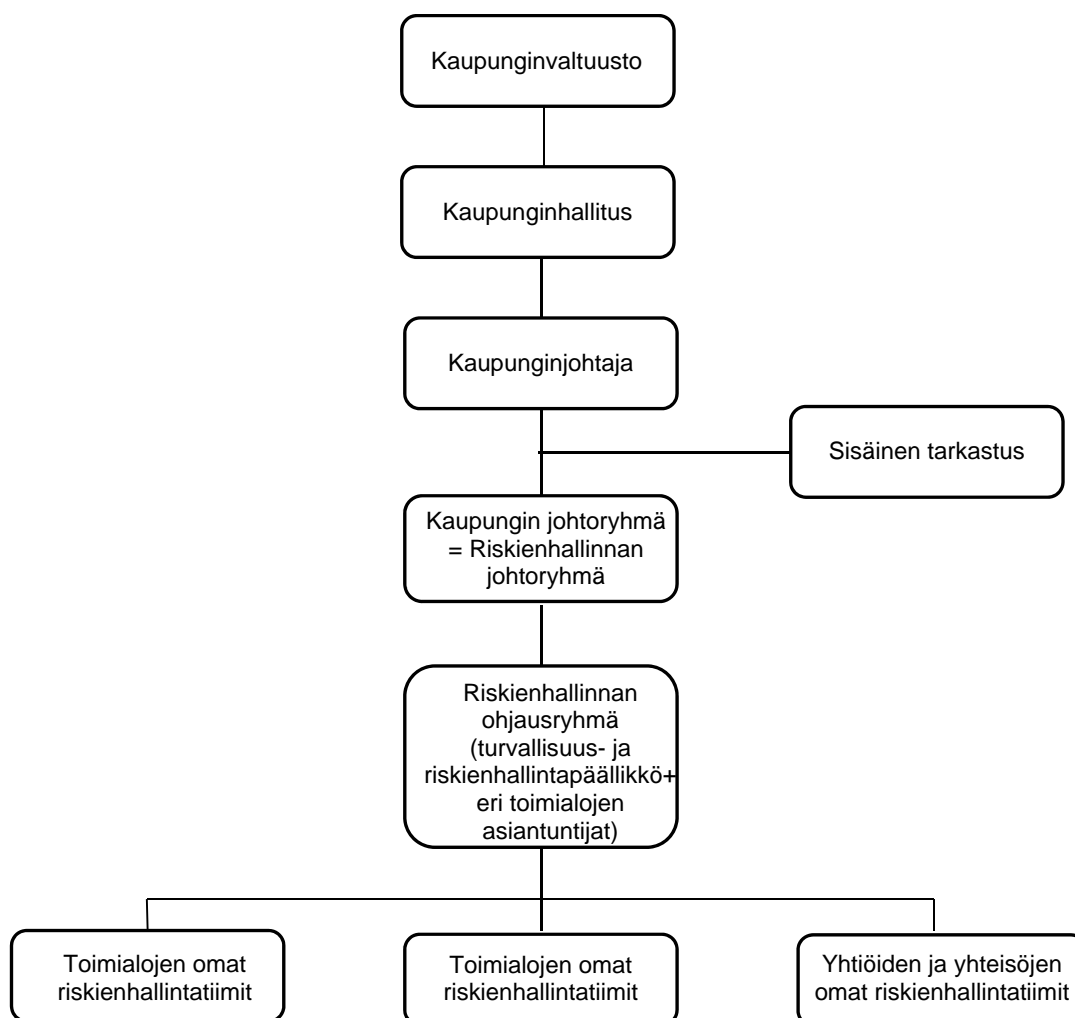 Kaupunginvaltuusto
Kaupunginhallitus
Kaupunginjohtaja
Sisäinen tarkastus
Kaupungin johtoryhmä
= Riskienhallinnan
johtoryhmä
Riskienhallinnan
ohjausryhmä
(turvallisuus- ja
riskienhallintapäällikkö+
eri toimialojen
asiantuntijat)
Toimialojen omat
riskienhallintatiimit
Toimialojen omat
riskienhallintatiimit
Yhtiöiden ja yhteisöjen
omat riskienhallintatiimit